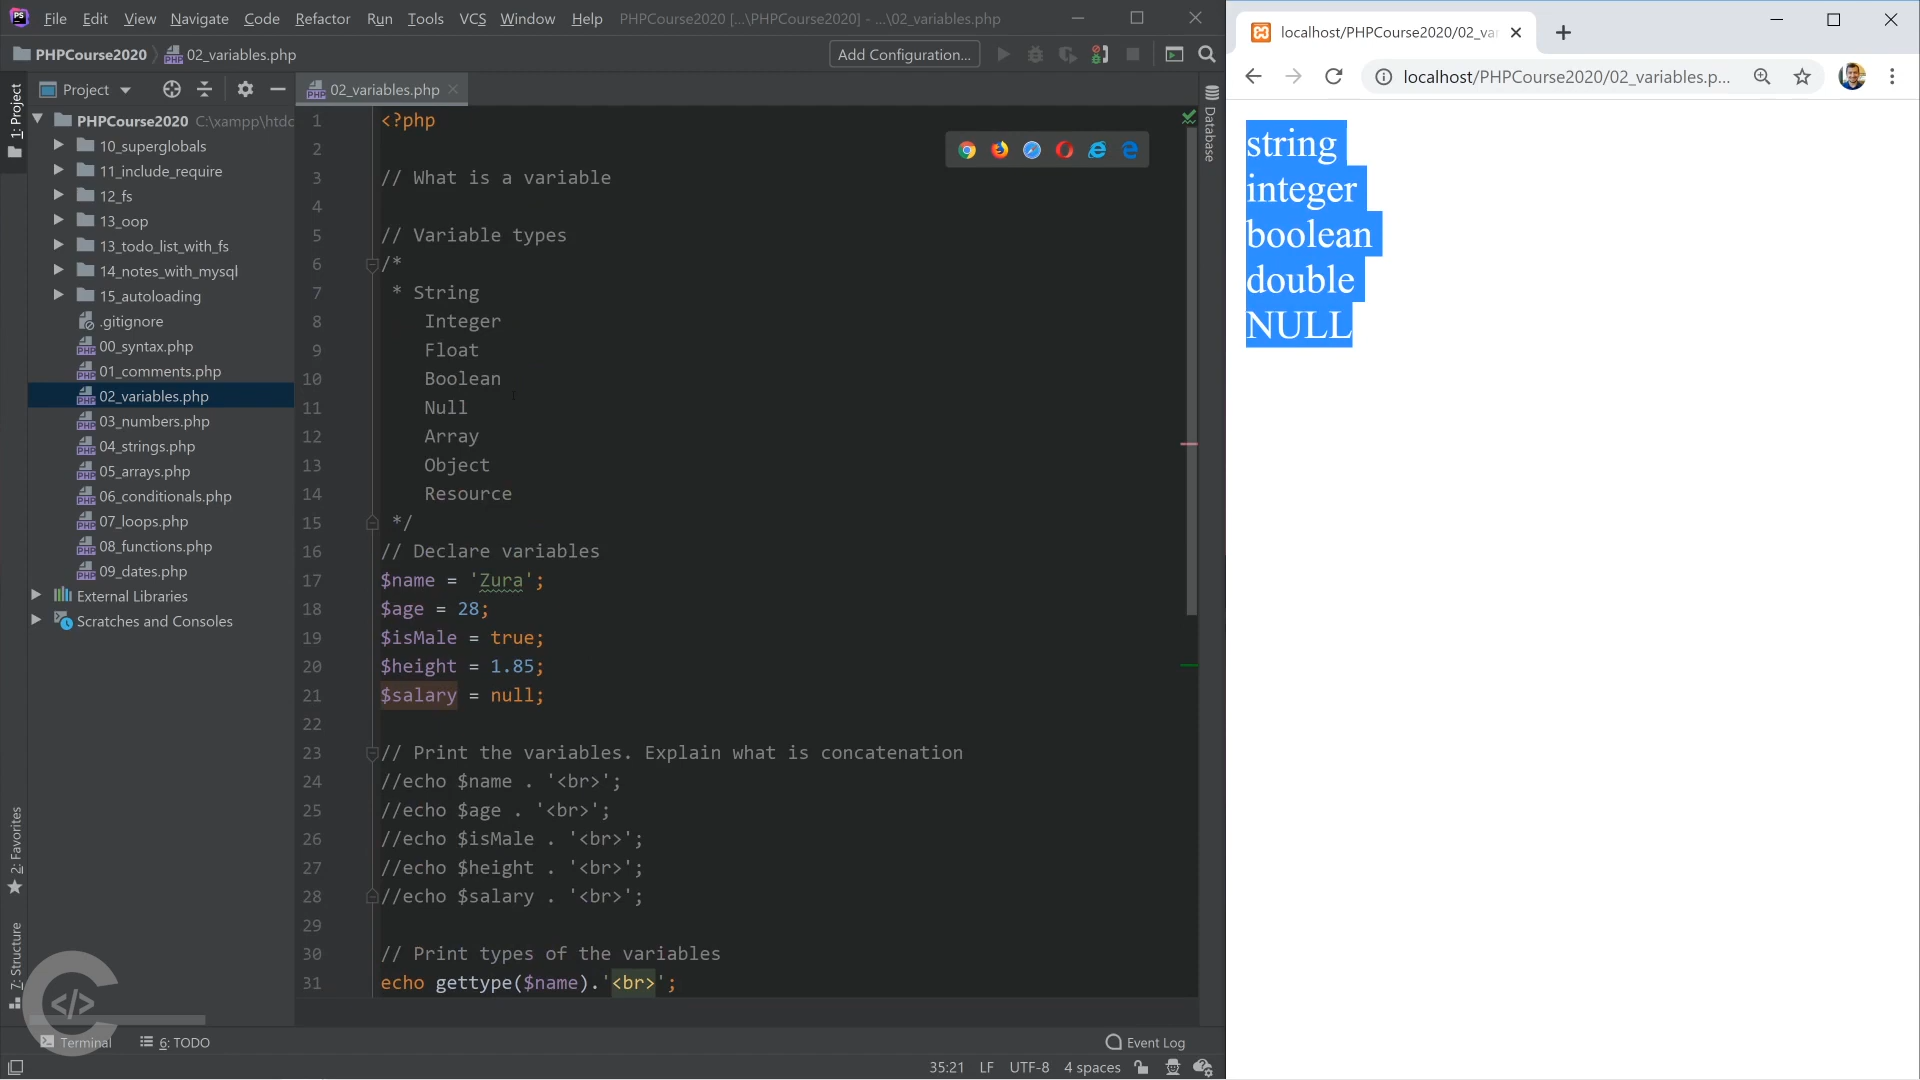 File Edit View Navigate Code Refactor Run Tools VCS Window Help PHPCourse2020 [...\PHPCourse2020] - ...\02_variables.php
PHPCourse2020 02_variables.php Add Configuration...
1: Project
Project
02_variables.php
PHPCourse2020 C:\xampp\htdc
10_superglobals
11_include_require
12_fs
13_oop
13_todo_list_with_fs
14_notes_with_mysql
15_autoloading
.gitignore
00_syntax.php
01_comments.php
02_variables.php
03_numbers.php
04_strings.php
05_arrays.php
06_conditionals.php
07_loops.php
08_functions.php
09_dates.php
External Libraries
Scratches and Consoles
2: Favorites
7: Structure
1 <?php
2
3 // What is a variable
4
5 // Variable types
6 /*
7 * String
8 Integer
9 Float
10 Boolean
11 Null
12 Array
13 Object
14 Resource
15 */
16 // Declare variables
17 $name = 'Zura';
18 $age = 28;
19 $isMale = true;
20 $height = 1.85;
21 $salary = null;
22
23 // Print the variables. Explain what is concatenation
24 //echo $name . '<br>';
25 //echo $age . '<br>';
26 //echo $isMale . '<br>';
27 //echo $height . '<br>';
28 //echo $salary . '<br>';
29
30 // Print types of the variables
31 echo gettype($name).'<br>';
Database
Terminal 6: TODO Event Log
35:21 LF UTF-8 4 spaces
</>
localhost/PHPCourse2020/02_var
localhost/PHPCourse2020/02_variables.p...
string
integer
boolean
double
NULL